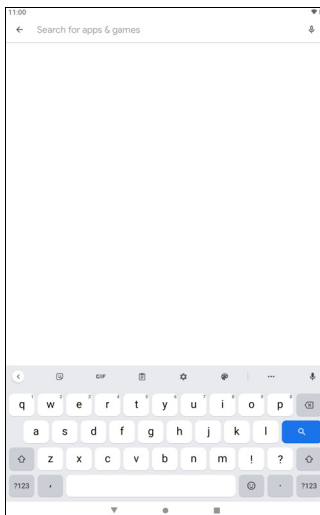 11:00
Search for apps & games
GIF
q 1 w 2 e 3 r 4 t 5 y 6 u 7 i 8 o 9 p 0
a s d f g h j k l
z x c v b n m ! ?
?123 , . ?123